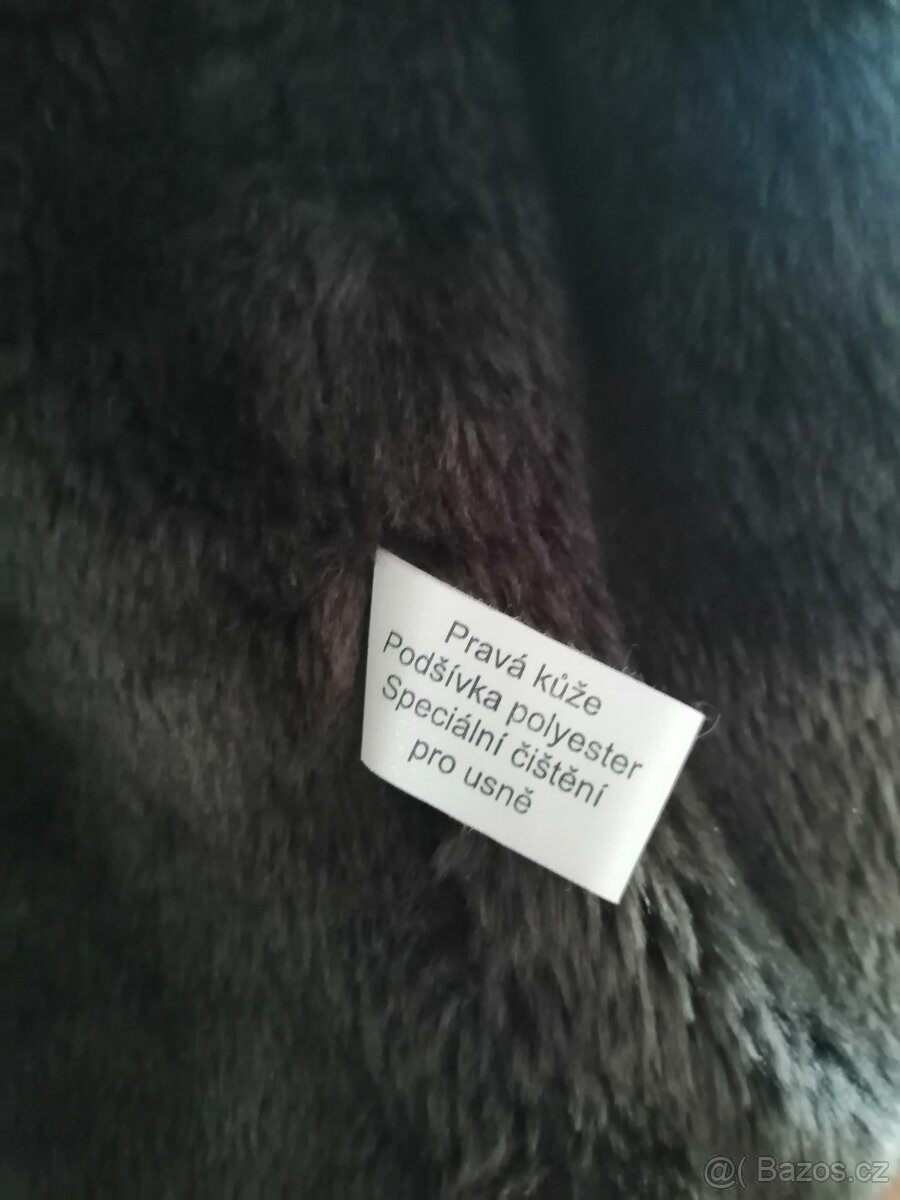 Pravá kůže
Podšívka polyester
Speciální čištění
pro usně
@( Bazos.cz